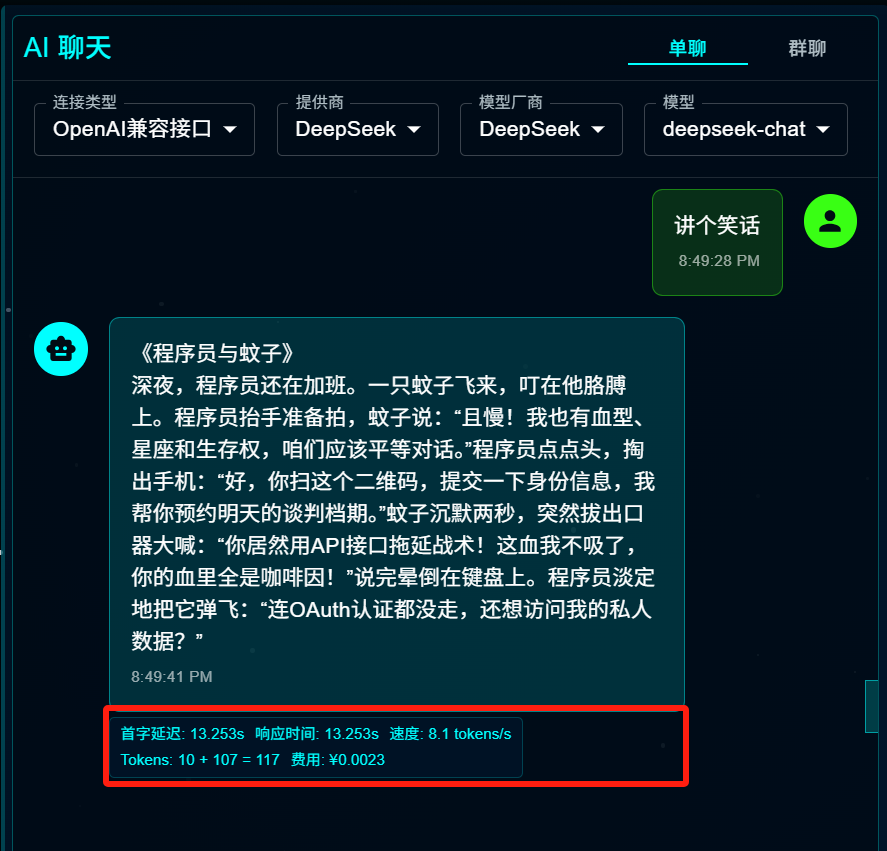 AI 聊天
单聊
群聊
连接类型
OpenAI兼容接口
提供商
DeepSeek
模型厂商
DeepSeek
模型
deepseek-chat
讲个笑话
8:49:28 PM
《程序员与蚊子》
深夜，程序员还在加班。一只蚊子飞来，叮在他胳膊
上。程序员抬手准备拍，蚊子说：“且慢！我也有血型、
星座和生存权，咱们应该平等对话。”程序员点点头，掏
出手机：“好，你扫这个二维码，提交一下身份信息，我
帮你预约明天的谈判档期。”蚊子沉默两秒，突然拔出口
器大喊：“你居然用API接口拖延战术！这血我不吸了，
你的血里全是咖啡因！”说完晕倒在键盘上。程序员淡定
地把它弹飞：“连OAuth认证都没走，还想访问我的私人
数据？”
8:49:41 PM
首字延迟: 13.253s 响应时间: 13.253s 速度: 8.1 tokens/s
Tokens: 10 + 107 = 117 费用: ¥0.0023